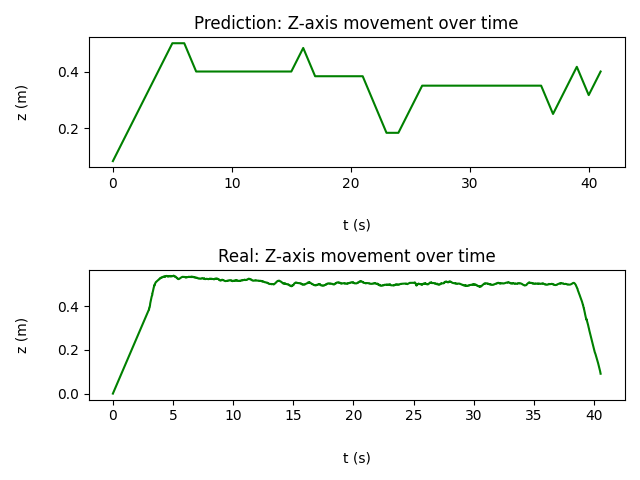 Prediction: Z-axis movement over time
z (m)
0.4
0.2
0 10 20 30 40
t (s)
Real: Z-axis movement over time
z (m)
0.4
0.2
0.0
0 5 10 15 20 25 30 35 40
t (s)